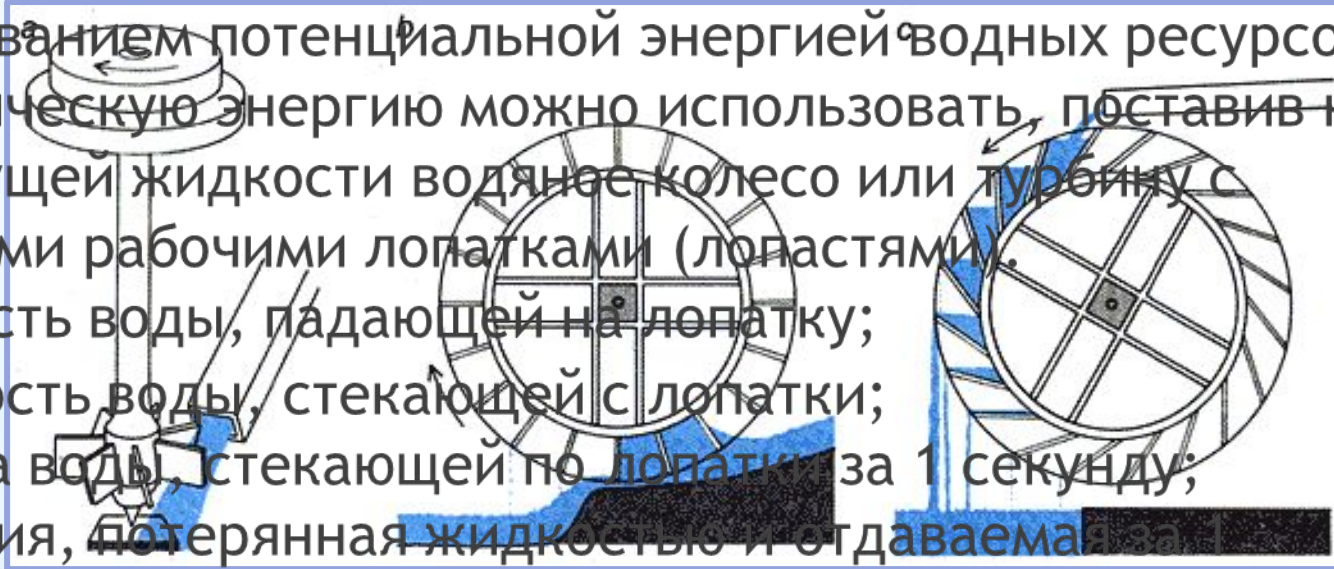 a b c
ванием потенциальной энергией водных ресурсо
ическую энергию можно использовать, поставив н
ущей жидкости водяное колесо или турбину с
ми рабочими лопатками (лопастями).
сть воды, падающей на лопатку;
ость воды, стекающей с лопатки;
а воды, стекающей по лопатки за 1 секунду;
ия, потерянная жидкостью и отдаваемая за 1